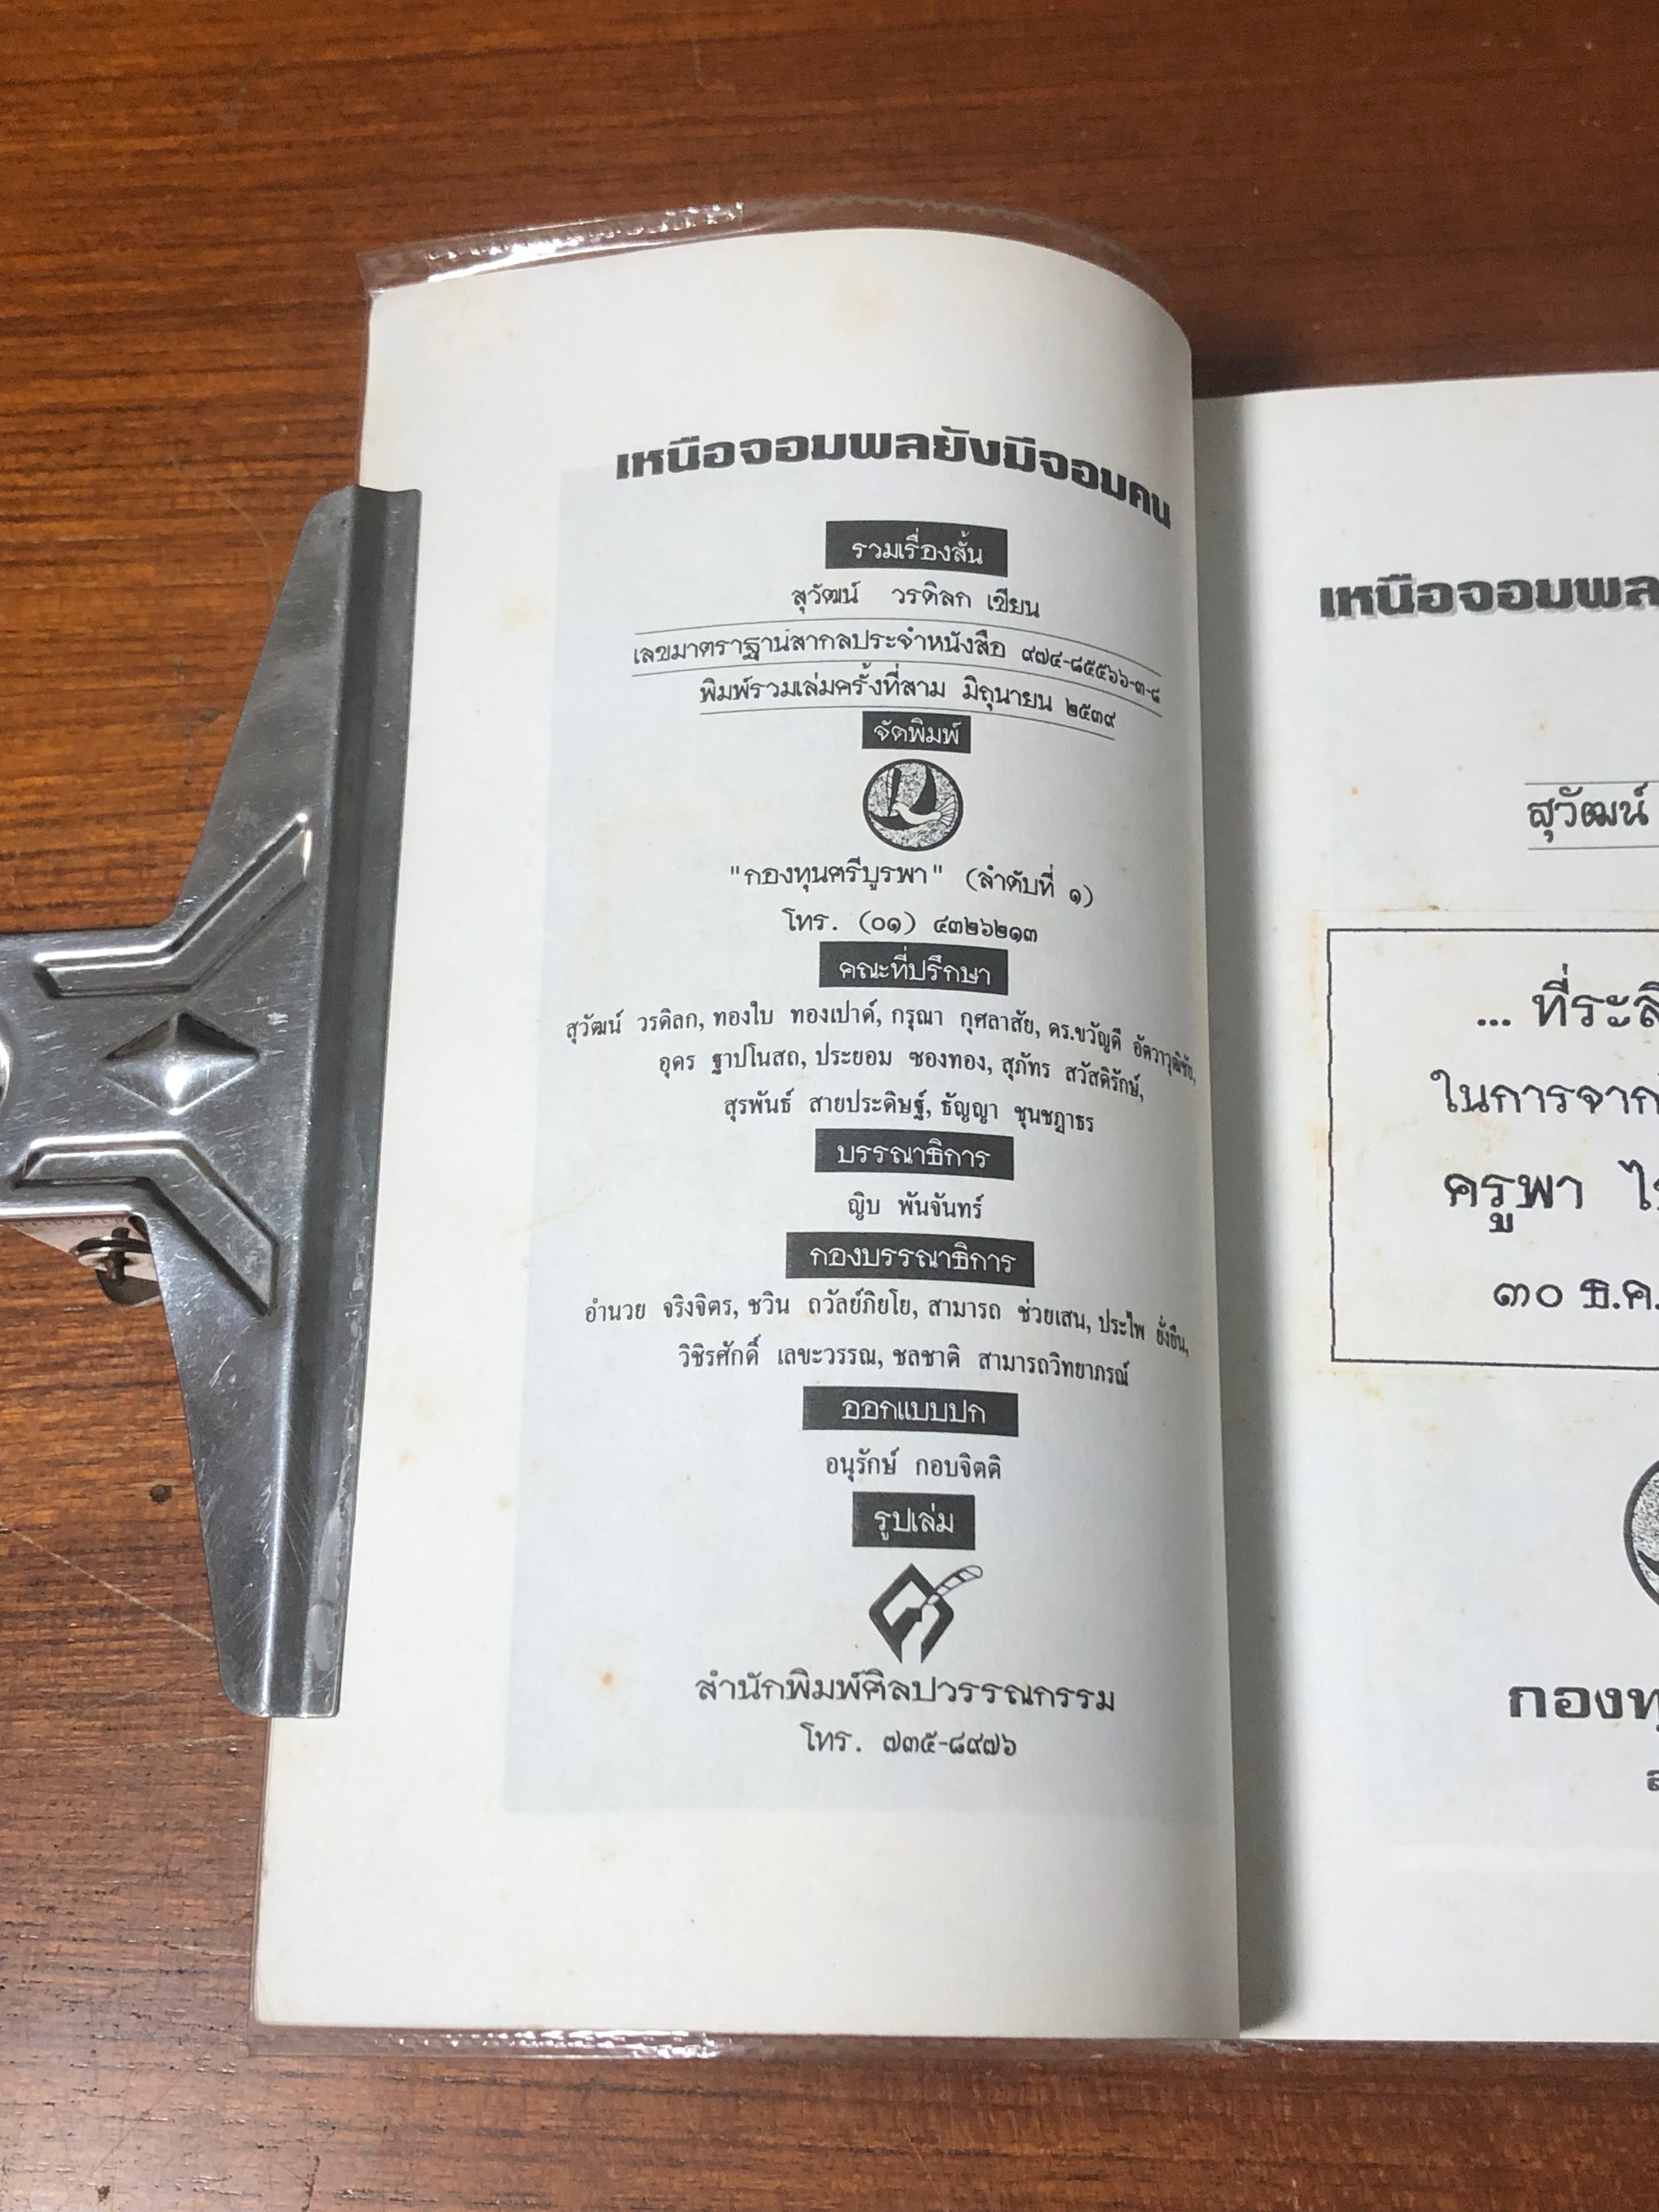 เหนือจอมพลยังมีจอมคน
รวมเรื่องสั้น
สุวัฒน์ วรดิลก เขียน
เลขมาตราฐานสากลประจำหนังสือ ๙๗๔-๘๕๕๖๖-๓-๘
พิมพ์รวมเล่มครั้งที่สาม มิถุนายน ๒๕๓๙
จัดพิมพ์
"กองทุนศรีบูรพา" (ลำดับที่ ๑)
โทร. (๐๑) ๔๓๒๖๒๑๓
คณะที่ปรึกษา
สุวัฒน์ วรดิลก, ทองใบ ทองเปาด์, กรุณา กุศลาสัย, ดร.ขวัญดี อัตวาวุฒิชัย,
อุดร ฐาปโนสถ, ประยอม ซองทอง, สุภัทร สวัสดิรักษ์,
สุรพันธ์ สายประดิษฐ์, ธัญญา ชุนชฎาธร
บรรณาธิการ
ญิบ พันจันทร์
กองบรรณาธิการ
อำนวย จริงจิตร, ชวิน ถวัลย์ภิยโย, สามารถ ช่วยเสน, ประไพ ยั่งยืน,
วิชิรศักดิ์ เลขะวรรณ, ชลชาติ สามารถวิทยาภรณ์
ออกแบบปก
อนุรักษ์ กอบจิตติ
รูปเล่ม
สำนักพิมพ์ศิลปวรรณกรรม
โทร. ๗๓๕-๘๙๗๖
เหนือจอมพล
สุวัฒน์
... ที่ระลึ
ในการจาก
ครูพา ไ
๓๐ ธ.ค.
กองทุ